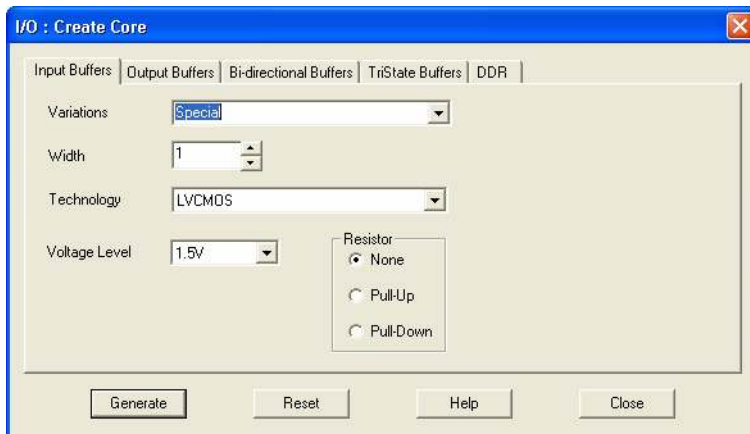 I/O : Create Core
Input Buffers Output Buffers Bi-directional Buffers TriState Buffers DDR
Variations Special
Width 1
Technology LVCMOS
Voltage Level 1.5V
Resistor
None
Pull-Up
Pull-Down
Generate Reset Help Close